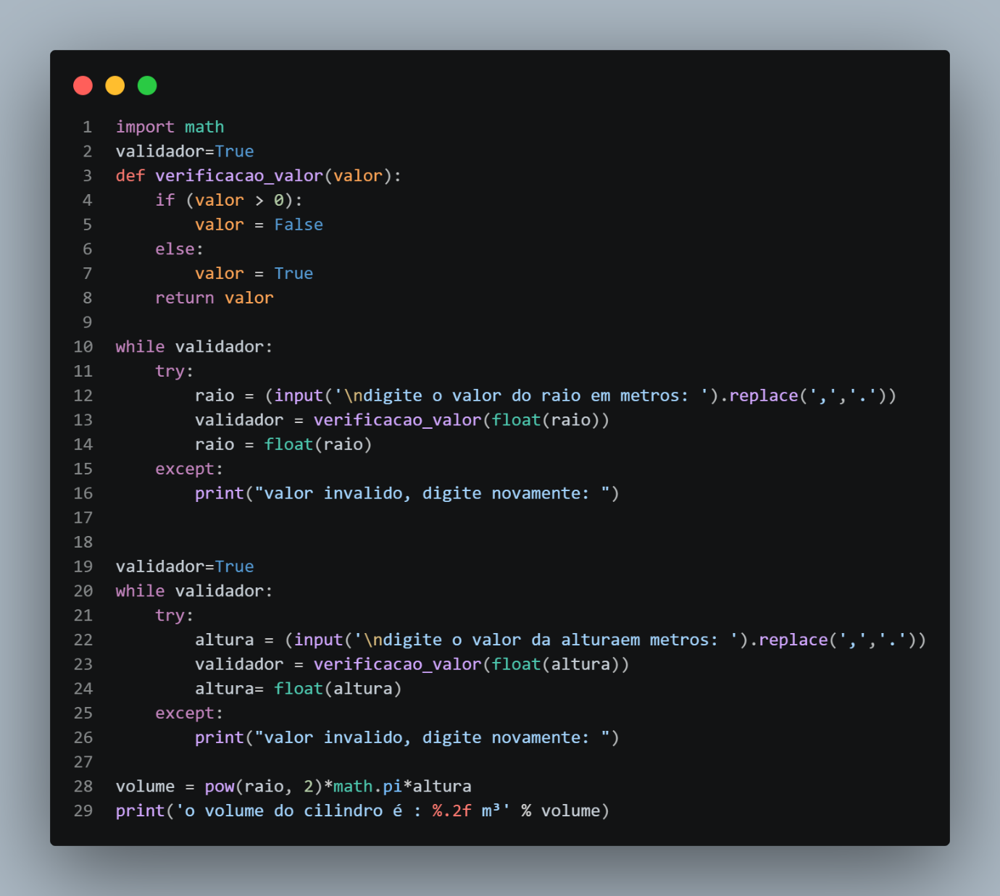 1 import math
2 validador=True
3 def verificacao_valor(valor):
4     if (valor > 0):
5         valor = False
6     else:
7         valor = True
8     return valor
9
10 while validador:
11     try:
12         raio = (input('\ndigite o valor do raio em metros: ').replace(',','.'))
13         validador = verificacao_valor(float(raio))
14         raio = float(raio)
15     except:
16         print("valor invalido, digite novamente: ")
17
18
19 validador=True
20 while validador:
21     try:
22         altura = (input('\ndigite o valor da alturaem metros: ').replace(',','.'))
23         validador = verificacao_valor(float(altura))
24         altura= float(altura)
25     except:
26         print("valor invalido, digite novamente: ")
27
28 volume = pow(raio, 2)*math.pi*altura
29 print('o volume do cilindro é : %.2f m³' % volume)